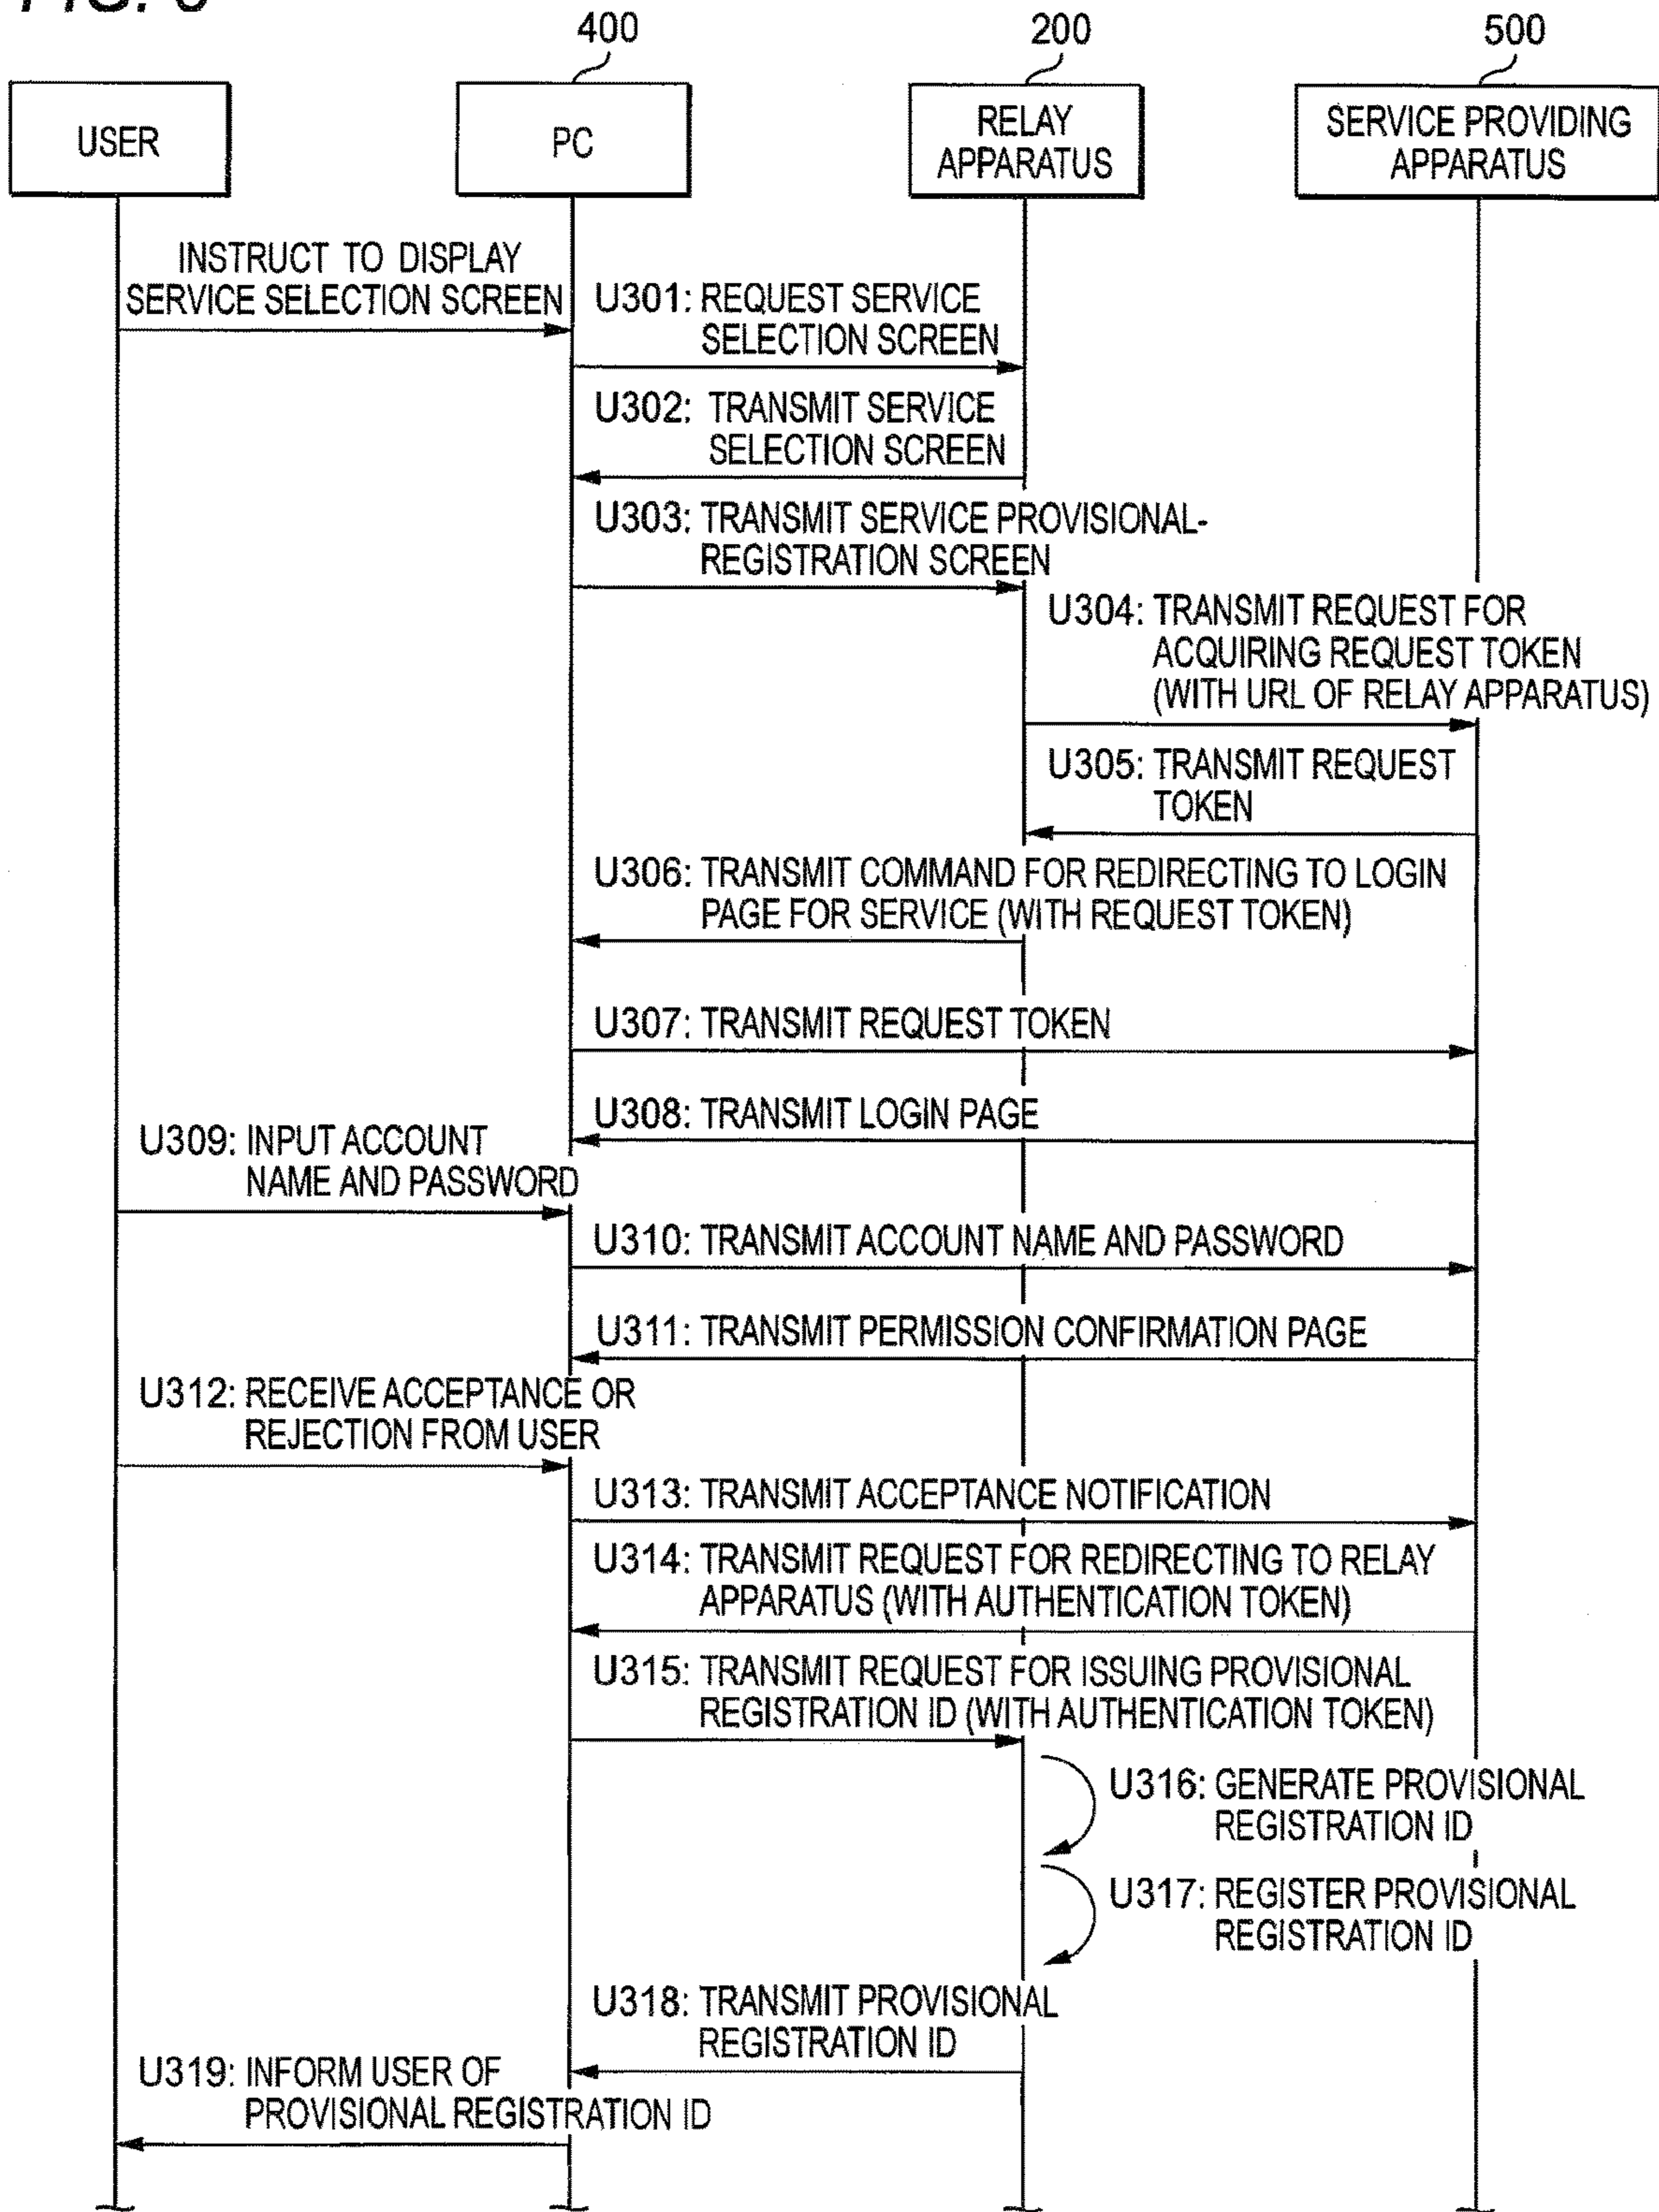 400
200
500
USER
PC
RELAY
APPARATUS
SERVICE PROVIDING
APPARATUS
INSTRUCT TO DISPLAY
SERVICE SELECTION SCREEN
U301: REQUEST SERVICE
SELECTION SCREEN
U302: TRANSMIT SERVICE
SELECTION SCREEN
U303: TRANSMIT SERVICE PROVISIONAL-
REGISTRATION SCREEN
U304: TRANSMIT REQUEST FOR
ACQUIRING REQUEST TOKEN
(WITH URL OF RELAY APPARATUS)
U305: TRANSMIT REQUEST
TOKEN
U306: TRANSMIT COMMAND FOR REDIRECTING TO LOGIN
PAGE FOR SERVICE (WITH REQUEST TOKEN)
U307: TRANSMIT REQUEST TOKEN
U308: TRANSMIT LOGIN PAGE
U309: INPUT ACCOUNT
NAME AND PASSWORD
U310: TRANSMIT ACCOUNT NAME AND PASSWORD
U311: TRANSMIT PERMISSION CONFIRMATION PAGE
U312: RECEIVE ACCEPTANCE OR
REJECTION FROM USER
U313: TRANSMIT ACCEPTANCE NOTIFICATION
U314: TRANSMIT REQUEST FOR REDIRECTING TO RELAY
APPARATUS (WITH AUTHENTICATION TOKEN)
U315: TRANSMIT REQUEST FOR ISSUING PROVISIONAL
REGISTRATION ID (WITH AUTHENTICATION TOKEN)
U316: GENERATE PROVISIONAL
REGISTRATION ID
U317: REGISTER PROVISIONAL
REGISTRATION ID
U318: TRANSMIT PROVISIONAL
REGISTRATION ID
U319: INFORM USER OF
PROVISIONAL REGISTRATION ID